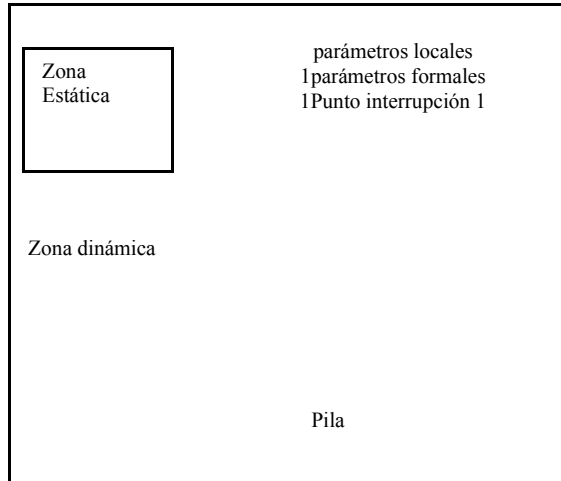 Zona
Estática
parámetros locales
1parámetros formales
1Punto interrupción 1
Zona dinámica
Pila